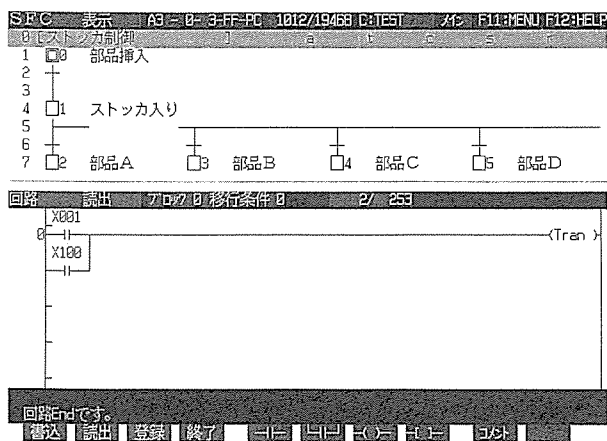 SFC 表示 A3 - 0- 3-FF-PC 1012/19468 C:TEST メイン F11:MENU F12:HELP
0 [ストッカ制御 ] a t c s r
1 0 部品挿入
2
3
4 1 ストッカ入り
5
6
7 2 部品A 3 部品B 4 部品C 5 部品D
回路 読出 ブロック 0 移行条件 0 2/ 253
X001
0 (Tran )
X100
回路Endです。
書込 読出 登録 終了 コメント